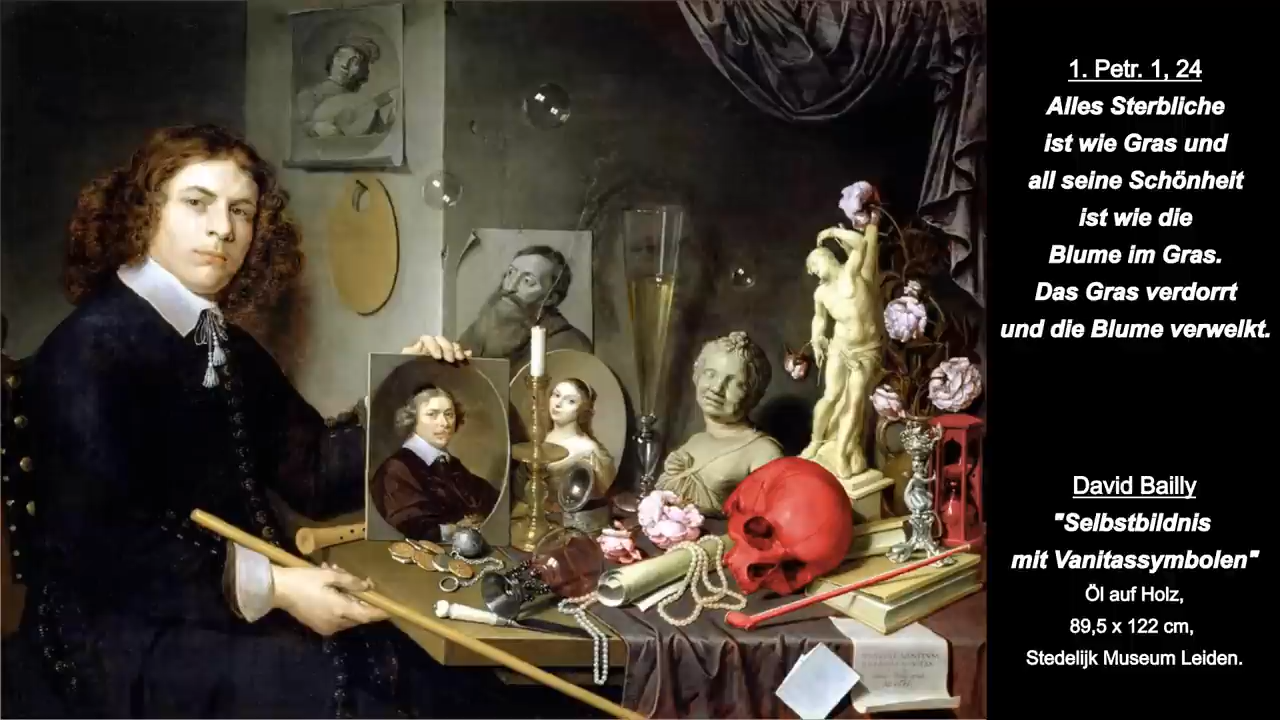 1. Petr. 1, 24
Alles Sterbliche
ist wie Gras und
all seine Schönheit
ist wie die
Blume im Gras.
Das Gras verdorrt
und die Blume verwelkt.
David Bailly
"Selbstbildnis
mit Vanitassymbolen"
Öl auf Holz,
89,5 x 122 cm,
Stedelijk Museum Leiden.